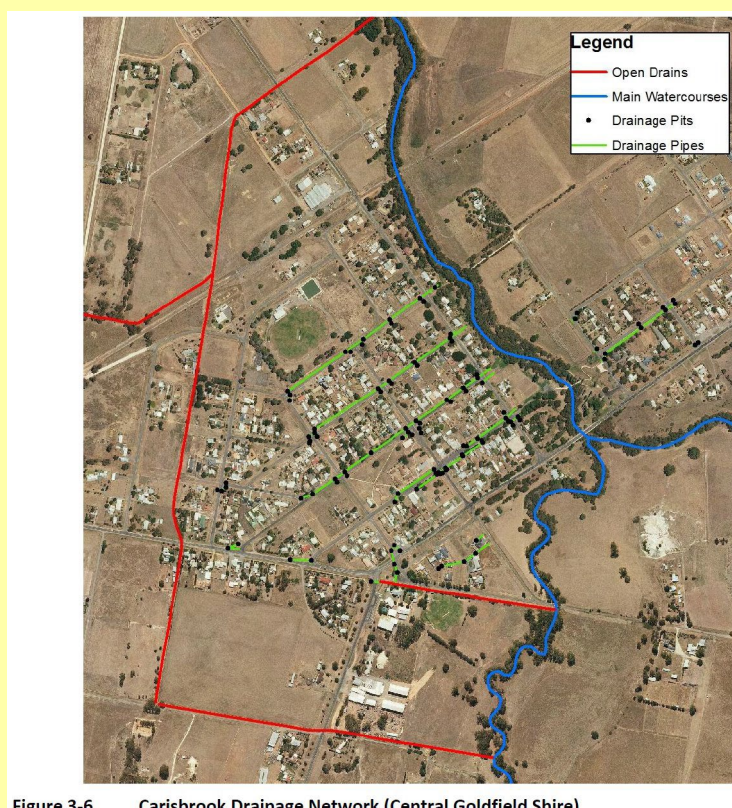 Legend
Open Drains
Main Watercourses
Drainage Pits
Drainage Pipes
Figure 3-6 Carisbrook Drainage Network (Central Goldfield Shire)